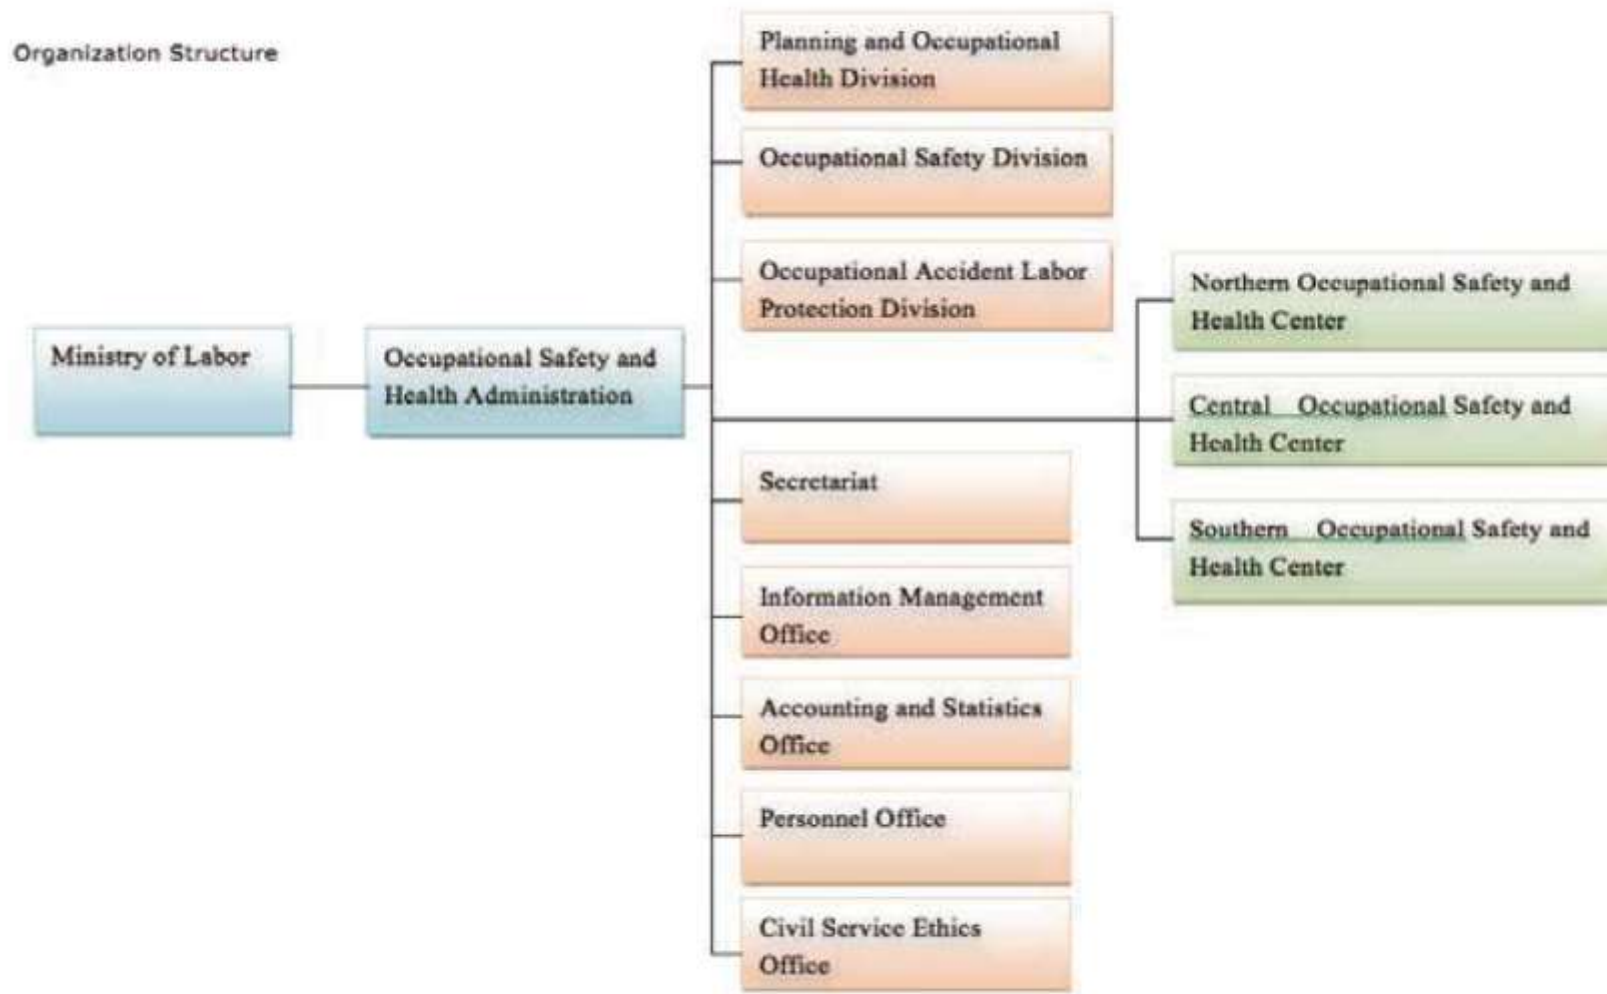 Organization Structure
Planning and Occupational
Health Division
Occupational Safety Division
Occupational Accident Labor
Protection Division
Ministry of Labor
Occupational Safety and
Health Administration
Northern Occupational Safety and
Health Center
Central Occupational Safety and
Health Center
Southern Occupational Safety and
Health Center
Secretariat
Information Management
Office
Accounting and Statistics
Office
Personnel Office
Civil Service Ethics
Office